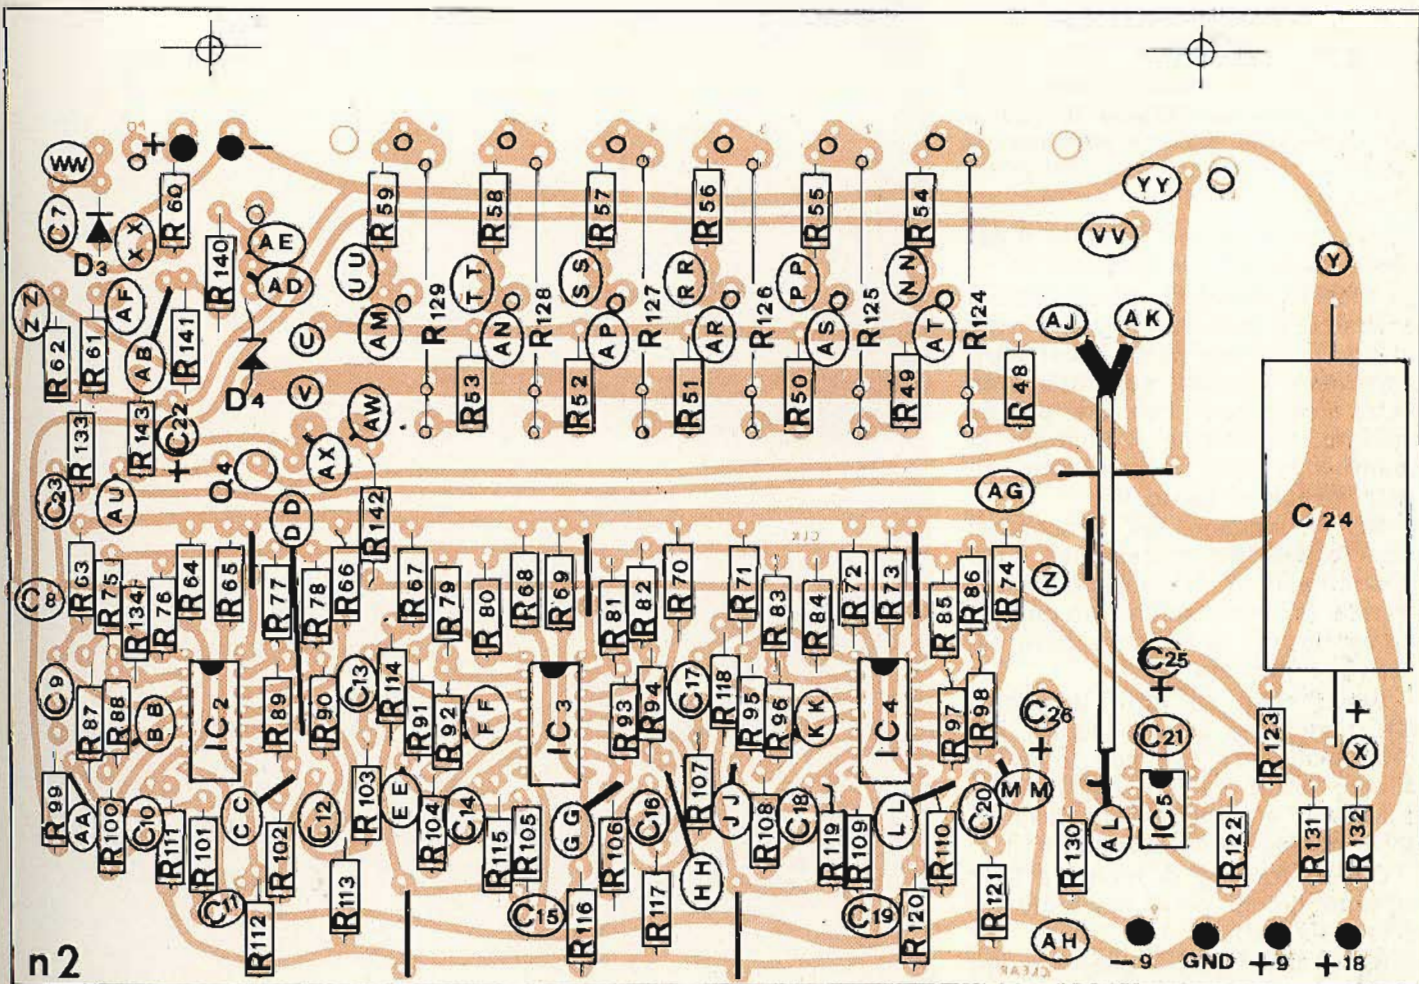 6 5 4 3 2 1
+ -
WW R60 R59 R58 R57 R56 R55 R54 YY
C7 XX R140 AE VV
D3 AD UU TT SS RR PP NN Y
ZZ AF AM R129 AN R128 AP R127 AR R126 AS R125 AT R124 AJ AK
R62 R61 AB R141 U
D4 V R53 R52 R51 R50 R49 R48
R133 R143 C22 AW
+ AX
C23 AU Q4 AG
DD R142 C24
CLK
R63 R75 R134 R76 R64 R65 R77 R78 R66 R67 R79 R80 R68 R69 R81 R82 R70 R71 R83 R84 R72 R73 R85 R86 R74 Z
C8
C9 R87 R88 BB IC2 R89 R90 C13 R114 R91 R92 FF IC3 R93 R94 C17 R118 R95 R96 KK IC4 R97 R98 C26 C25
+ + +
C21 R123 X
R99 AA R100 C10 R111 R101 CC R102 C12 R103 EE R104 C14 R115 R105 GG R106 C16 R107 JJ R108 C18 R119 R109 LL R110 C20 MM R130 AL IC5 R122 R131 R132
C11 R112 R113 C15 R116 R117 HH C19 R120 R121
AH
n2 CLEAR -9 GND +9 +18